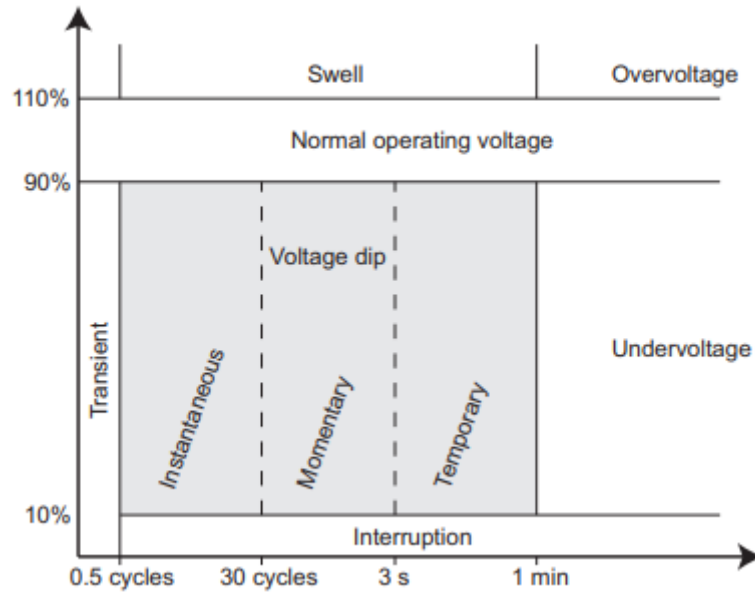 Swell
Overvoltage
110%
Normal operating voltage
90%
Voltage dip
Transient
Instantaneous
Momentary
Temporary
Undervoltage
10%
Interruption
0.5 cycles
30 cycles
3 s
1 min